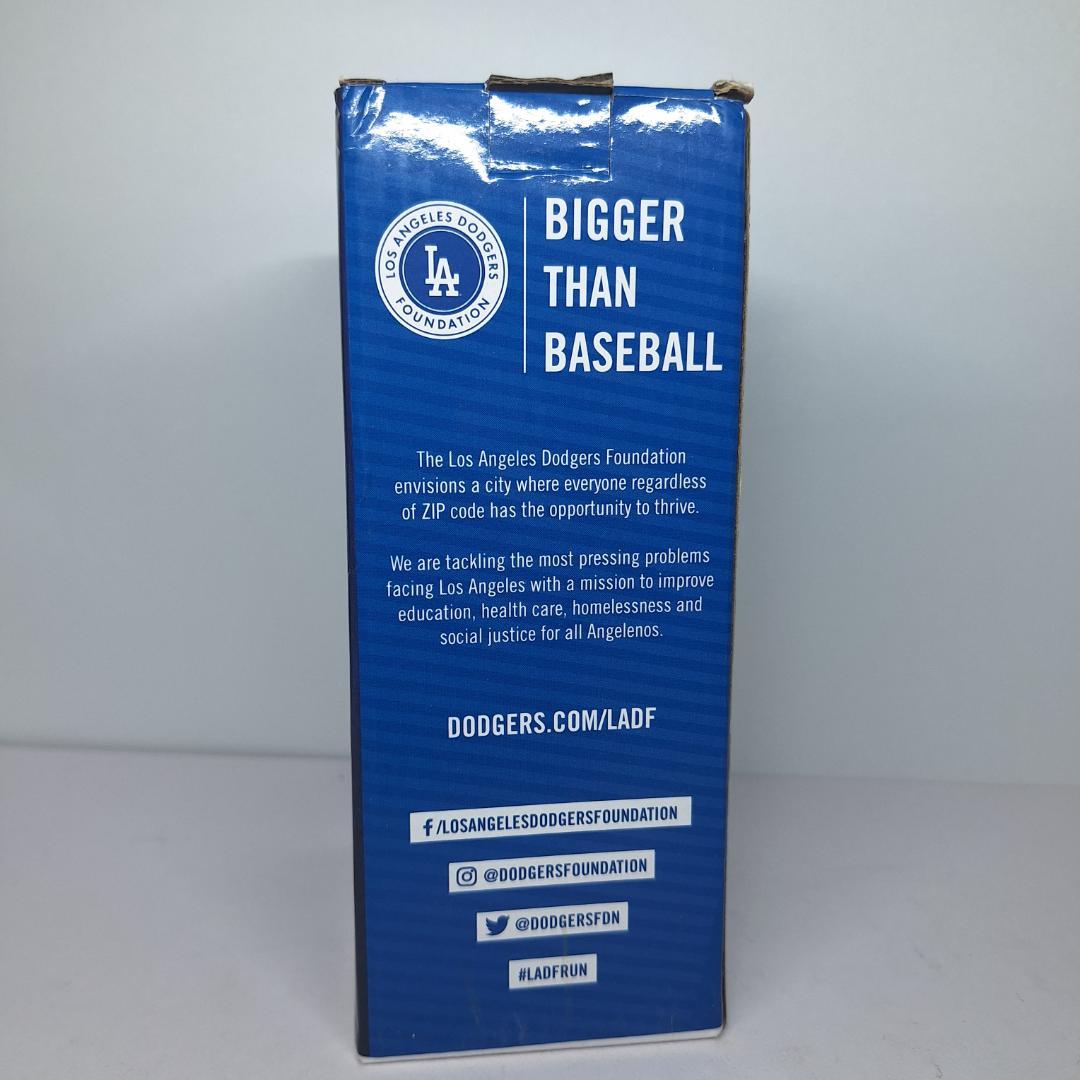 LOS ANGELES DODGERS
LA
FOUNDATION
BIGGER
THAN
BASEBALL
The Los Angeles Dodgers Foundation
envisions a city where everyone regardless
of ZIP code has the opportunity to thrive.
We are tackling the most pressing problems
facing Los Angeles with a mission to improve
education, health care, homelessness and
social justice for all Angelenos.
DODGERS.COM/LADF
f/LOSANGELESDODGERSFOUNDATION
@DODGERSFOUNDATION
@DODGERSFDN
#LADFRUN